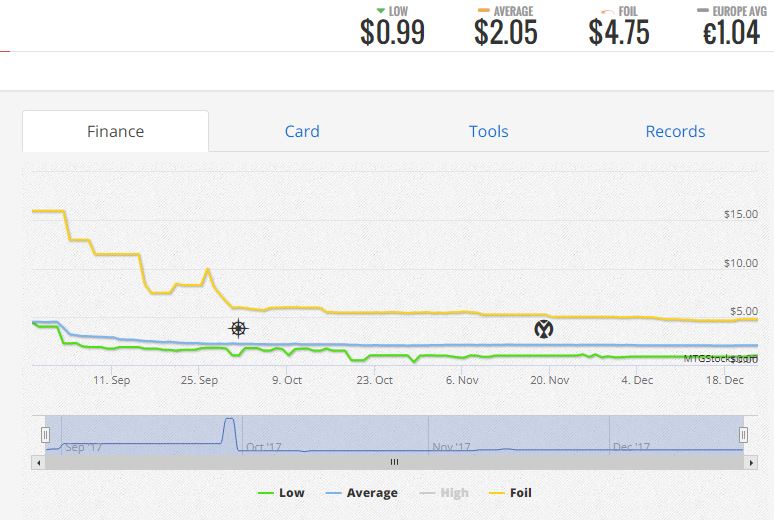 LOW AVERAGE FOIL EUROPE AVG
$0.99 $2.05 $4.75 €1.04
Finance Card Tools Records
$15.00
$10.00
$5.00
MTGStocks.com
11. Sep 25. Sep 9. Oct 23. Oct 6. Nov 20. Nov 4. Dec 18. Dec
Sep '17 Oct '17 Nov '17 Dec '17
Low Average High Foil